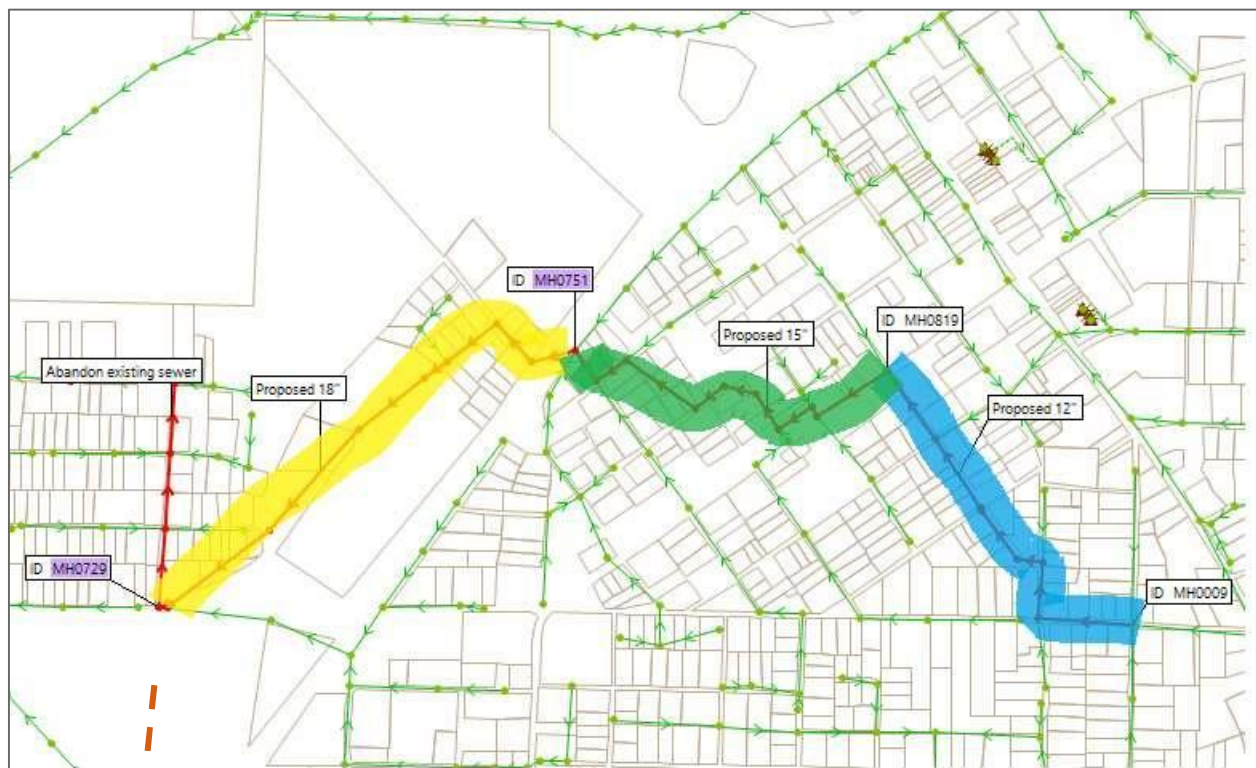 ID MH0751
ID MH0819
Proposed 15"
Abandon existing sewer
Proposed 18"
Proposed 12"
ID MH0729
ID MH0009